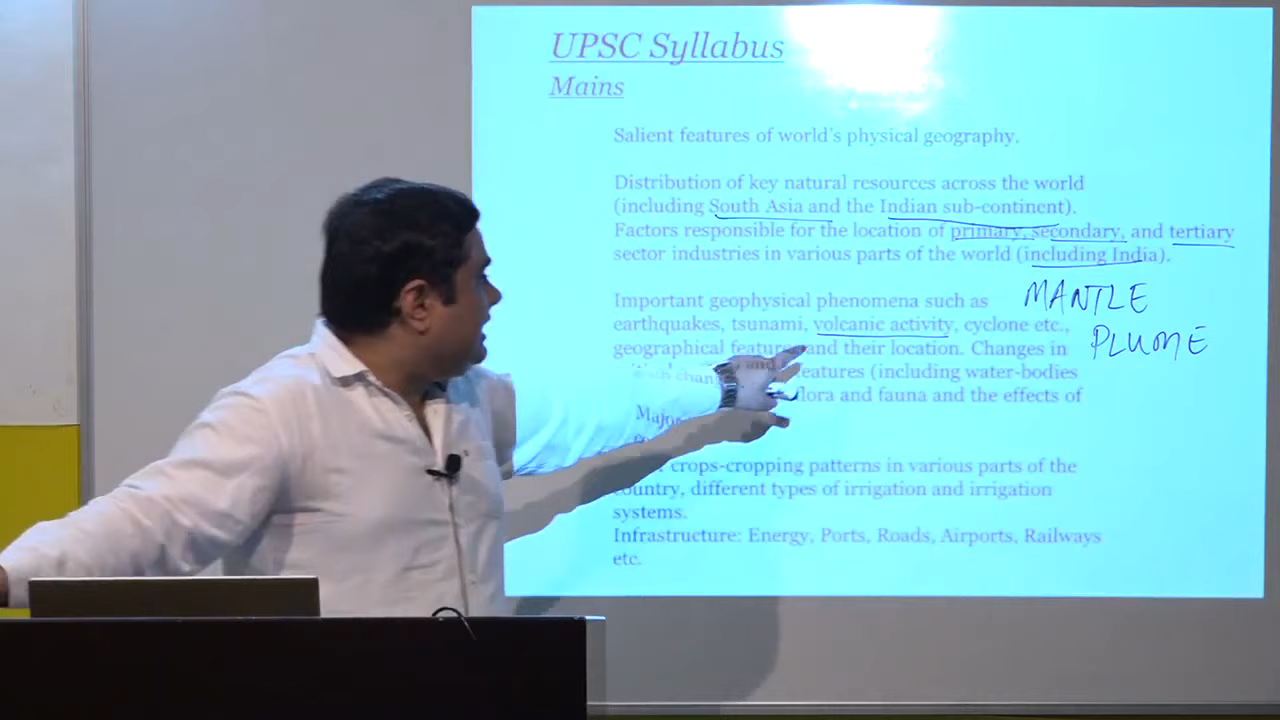 UPSC Syllabus
Mains
Salient features of world's physical geography.
Distribution of key natural resources across the world
(including South Asia and the Indian sub-continent).
Factors responsible for the location of primary, secondary, and tertiary
sector industries in various parts of the world (including India).
Important geophysical phenomena such as
earthquakes, tsunami, volcanic activity, cyclone etc.,
geographical features and their location. Changes in
features (including water-bodies
flora and fauna and the effects of
crops-cropping patterns in various parts of the
country, different types of irrigation and irrigation
systems.
Infrastructure: Energy, Ports, Roads, Airports, Railways
etc.
MANTLE
PLUME